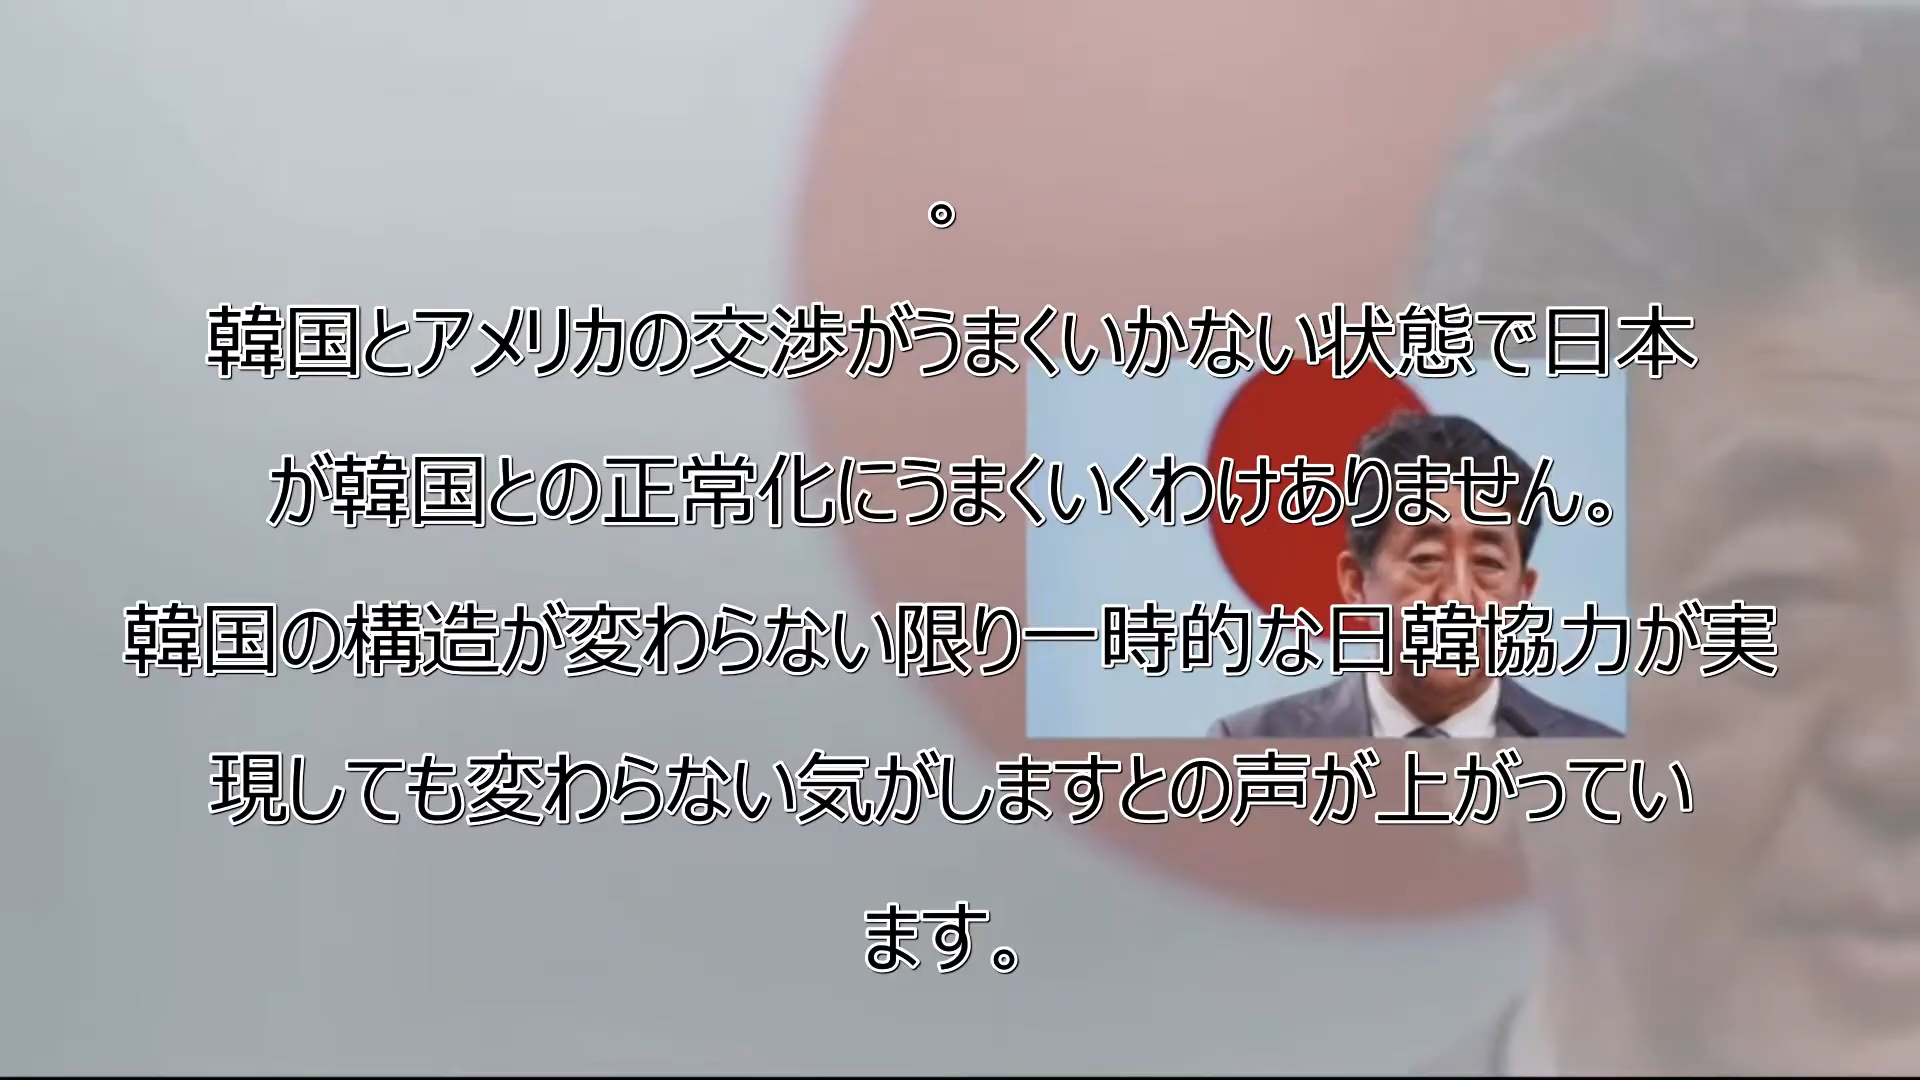 。
韓国とアメリカの交渉がうまくいかない状態で日本
が韓国との正常化にうまくいくわけありません。
韓国の構造が変わらない限り一時的な日韓協力が実
現しても変わらない気がしますとの声が上がってい
ます。